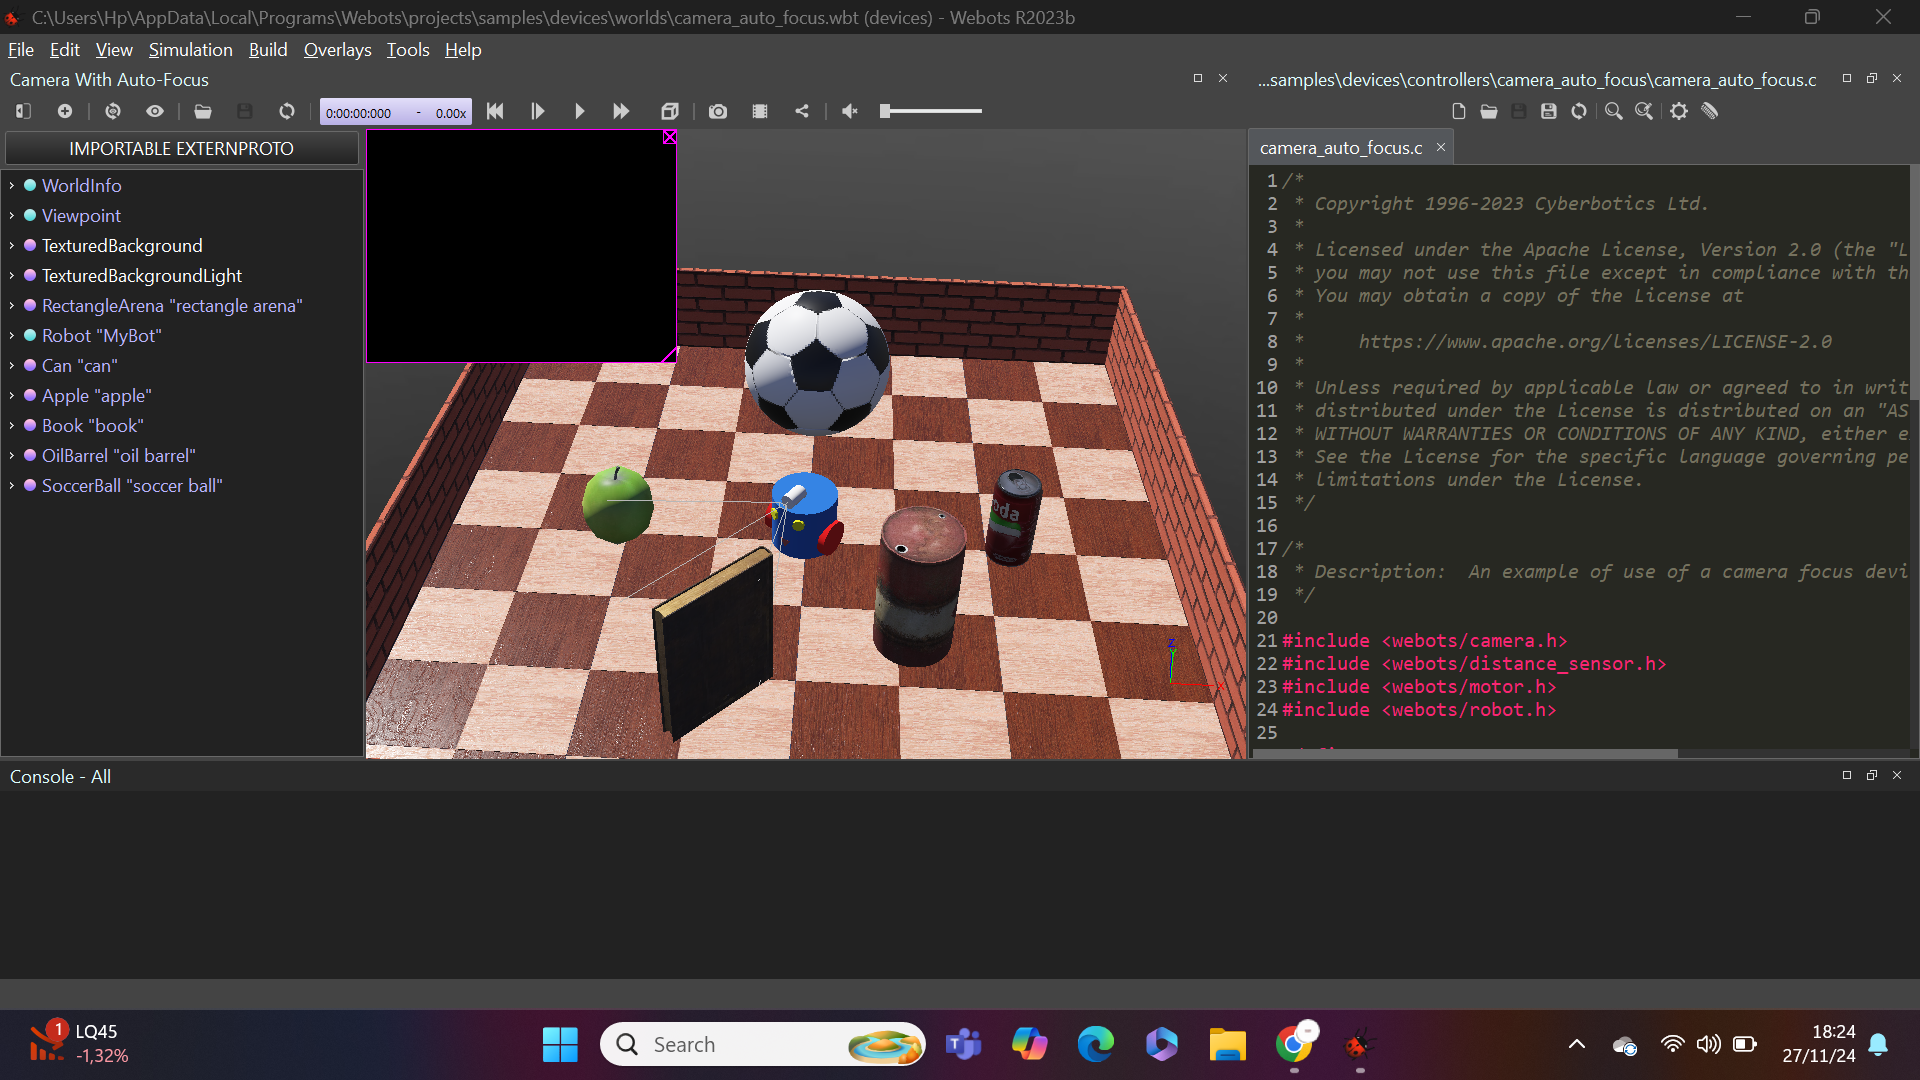 C:\Users\Hp\AppData\Local\Programs\Webots\projects\samples\devices\worlds\camera_auto_focus.wbt (devices) - Webots R2023b
File Edit View Simulation Build Overlays Tools Help
Camera With Auto-Focus
...samples\devices\controllers\camera_auto_focus\camera_auto_focus.c
0:00:00:000 - 0.00x
IMPORTABLE EXTERNPROTO
WorldInfo
Viewpoint
TexturedBackground
TexturedBackgroundLight
RectangleArena "rectangle arena"
Robot "MyBot"
Can "can"
Apple "apple"
Book "book"
OilBarrel "oil barrel"
SoccerBall "soccer ball"
camera_auto_focus.c
1 /*
2 * Copyright 1996-2023 Cyberbotics Ltd.
3 *
4 * Licensed under the Apache License, Version 2.0 (the "L
5 * you may not use this file except in compliance with th
6 * You may obtain a copy of the License at
7 *
8 * https://www.apache.org/licenses/LICENSE-2.0
9 *
10 * Unless required by applicable law or agreed to in writ
11 * distributed under the License is distributed on an "AS
12 * WITHOUT WARRANTIES OR CONDITIONS OF ANY KIND, either e
13 * See the License for the specific language governing pe
14 * limitations under the License.
15 */
16
17 /*
18 * Description: An example of use of a camera focus devi
19 */
20
21 #include <webots/camera.h>
22 #include <webots/distance_sensor.h>
23 #include <webots/motor.h>
24 #include <webots/robot.h>
25
oda
Z
X
Console - All
1
LQ45
-1,32%
Search
18:24
27/11/24